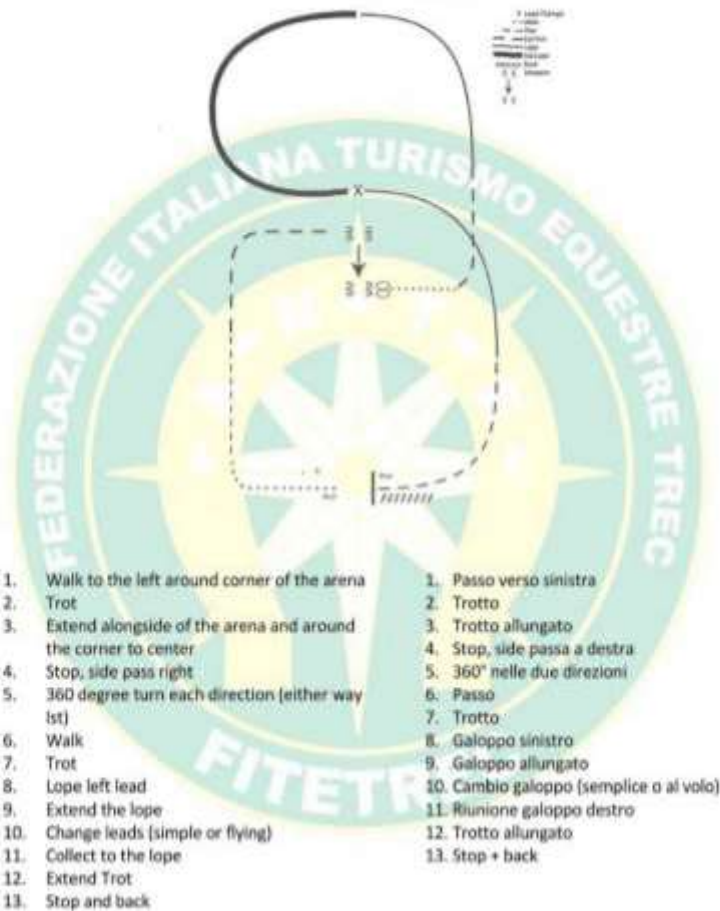 X
FEDERAZIONE ITALIANA TURISMO EQUESTRE TREC
FITETREC
1. Walk to the left around corner of the arena
2. Trot
3. Extend alongside of the arena and around
the corner to center
4. Stop, side pass right
5. 360 degree turn each direction (either way
lst)
6. Walk
7. Trot
8. Lope left lead
9. Extend the lope
10. Change leads (simple or flying)
11. Collect to the lope
12. Extend Trot
13. Stop and back
1. Passo verso sinistra
2. Trotto
3. Trotto allungato
4. Stop, side passa a destra
5. 360° nelle due direzioni
6. Passo
7. Trotto
8. Galoppo sinistro
9. Galoppo allungato
10. Cambio galoppo (semplice o al volo)
11. Riunione galoppo destro
12. Trotto allungato
13. Stop + back